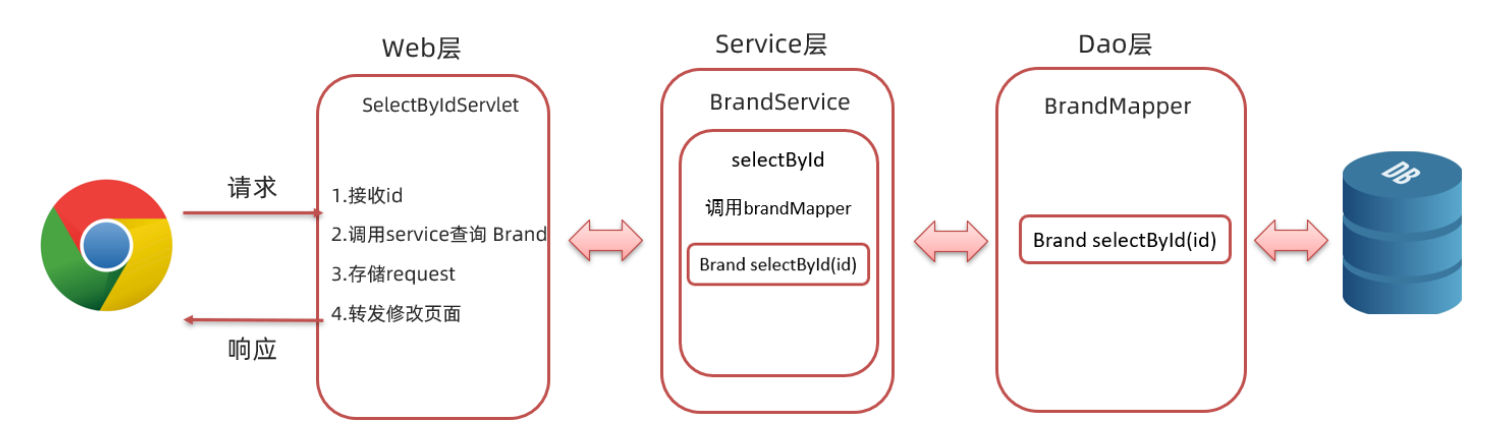 Web层
SelectByIdServlet
请求
1.接收id
2.调用service查询 Brand
3.存储request
4.转发修改页面
响应
Service层
BrandService
selectById
调用brandMapper
Brand selectById(id)
Dao层
BrandMapper
Brand selectById(id)
DB